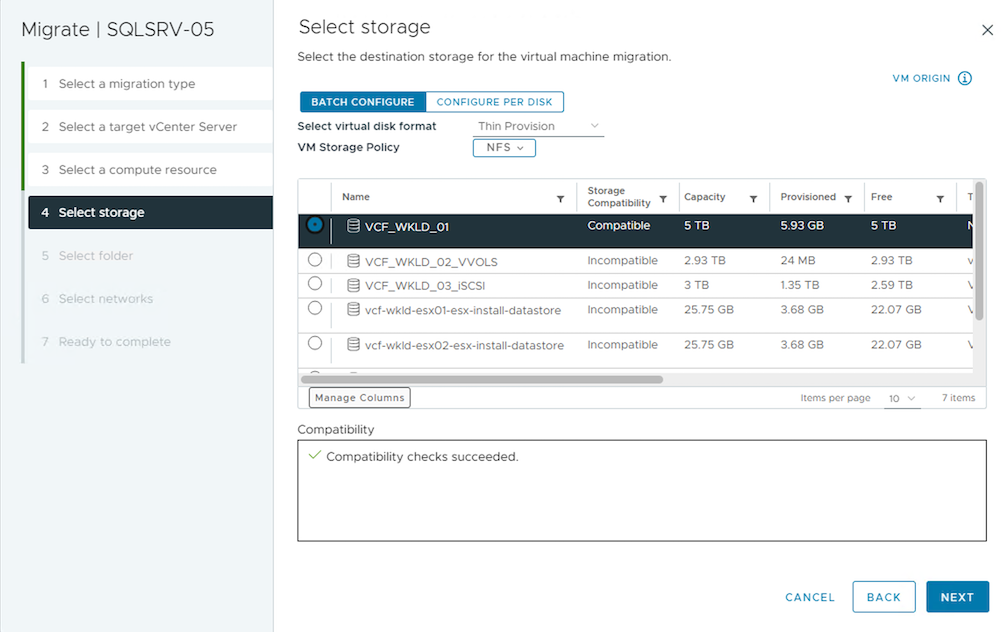 Migrate | SQLSRV-05
1 Select a migration type
2 Select a target vCenter Server
3 Select a compute resource
4 Select storage
5 Select folder
6 Select networks
7 Ready to complete
Select storage
Select the destination storage for the virtual machine migration.
VM ORIGIN
BATCH CONFIGURE CONFIGURE PER DISK
Select virtual disk format Thin Provision
VM Storage Policy NFS
Name Storage Compatibility Capacity Provisioned Free T
VCF_WKLD_01 Compatible 5 TB 5.93 GB 5 TB N
VCF_WKLD_02_VVOLS Incompatible 2.93 TB 24 MB 2.93 TB v
VCF_WKLD_03_iSCSI Incompatible 3 TB 1.35 TB 2.59 TB V
vcf-wkld-esx01-esx-install-datastore Incompatible 25.75 GB 3.68 GB 22.07 GB V
vcf-wkld-esx02-esx-install-datastore Incompatible 25.75 GB 3.68 GB 22.07 GB V
Manage Columns Items per page 10 7 items
Compatibility
Compatibility checks succeeded.
CANCEL BACK NEXT